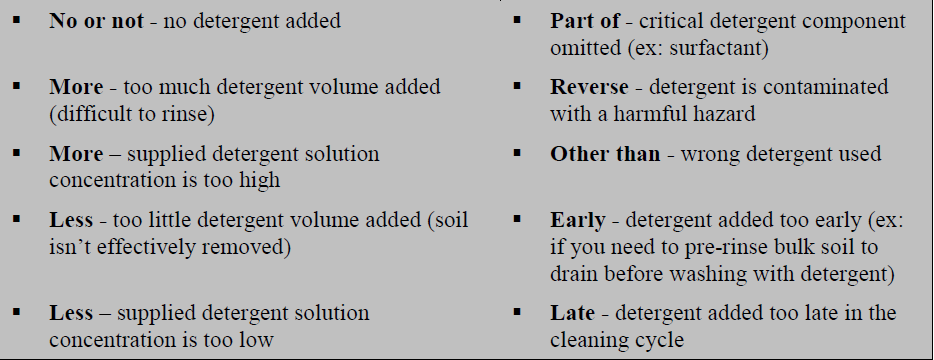 ▪ No or not - no detergent added
▪ More - too much detergent volume added
(difficult to rinse)
▪ More – supplied detergent solution
concentration is too high
▪ Less - too little detergent volume added (soil
isn’t effectively removed)
▪ Less – supplied detergent solution
concentration is too low
▪ Part of - critical detergent component
omitted (ex: surfactant)
▪ Reverse - detergent is contaminated
with a harmful hazard
▪ Other than - wrong detergent used
▪ Early - detergent added too early (ex:
if you need to pre-rinse bulk soil to
drain before washing with detergent)
▪ Late - detergent added too late in the
cleaning cycle